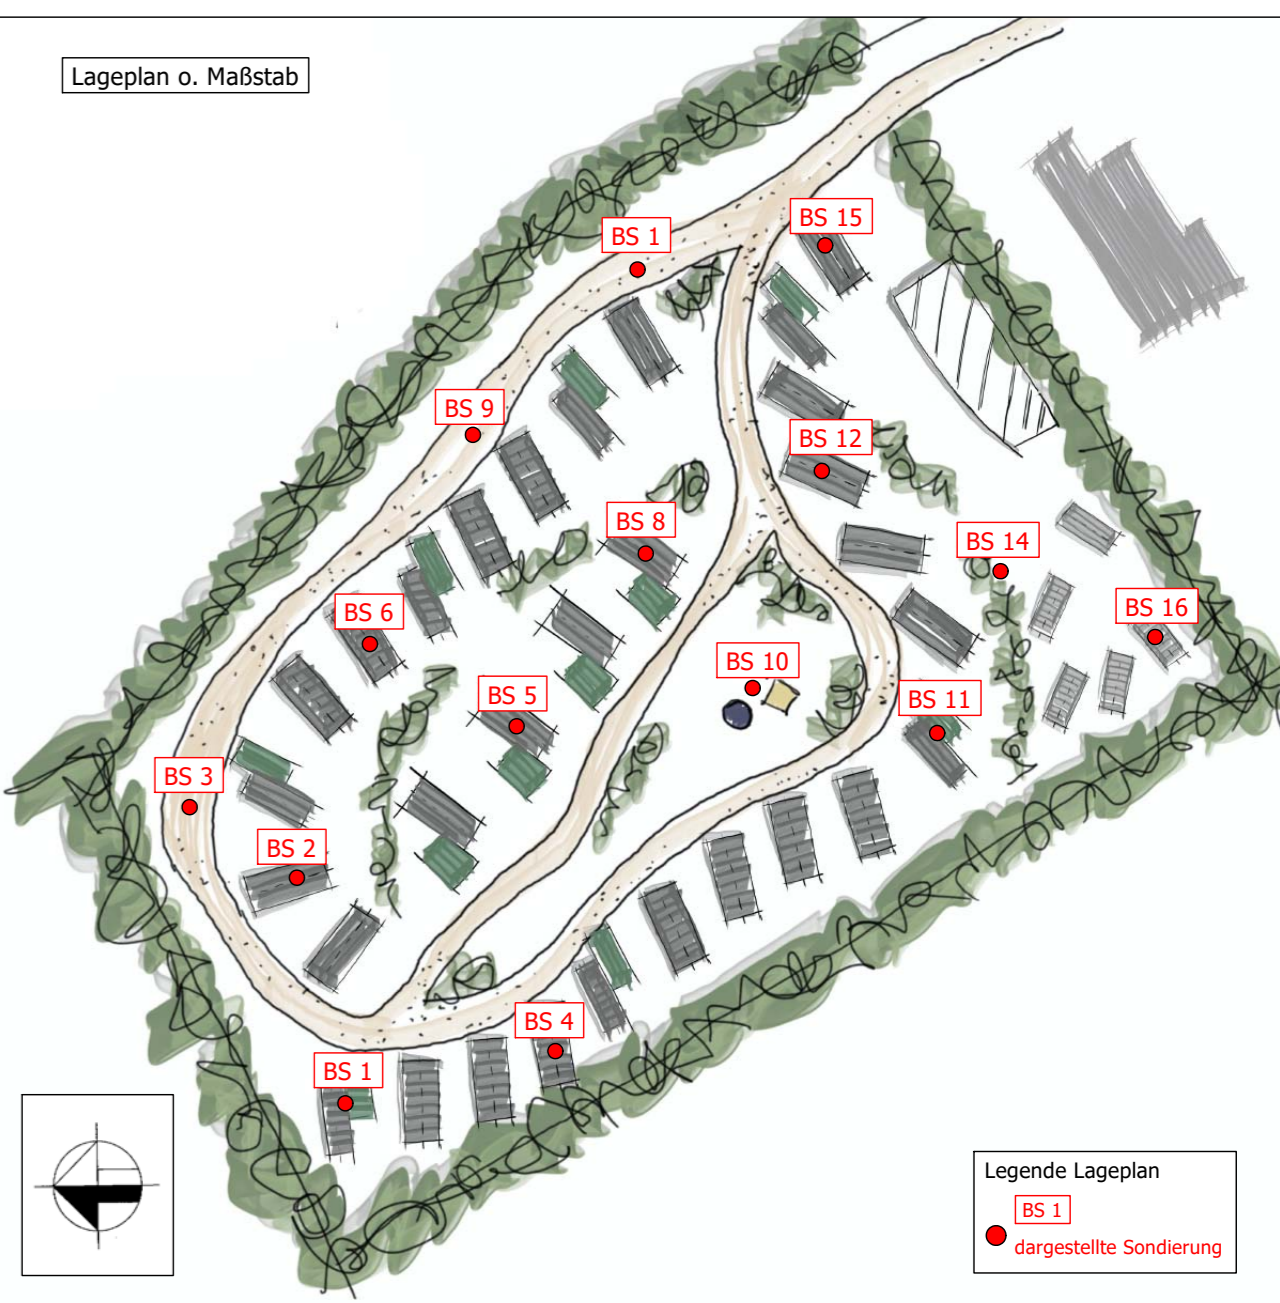 Lageplan o. Maßstab
BS 15
BS 1
BS 9
BS 12
BS 8
BS 14
BS 6
BS 16
BS 10
BS 5
BS 11
BS 3
BS 2
BS 4
BS 1
Legende Lageplan
BS 1
dargestellte Sondierung